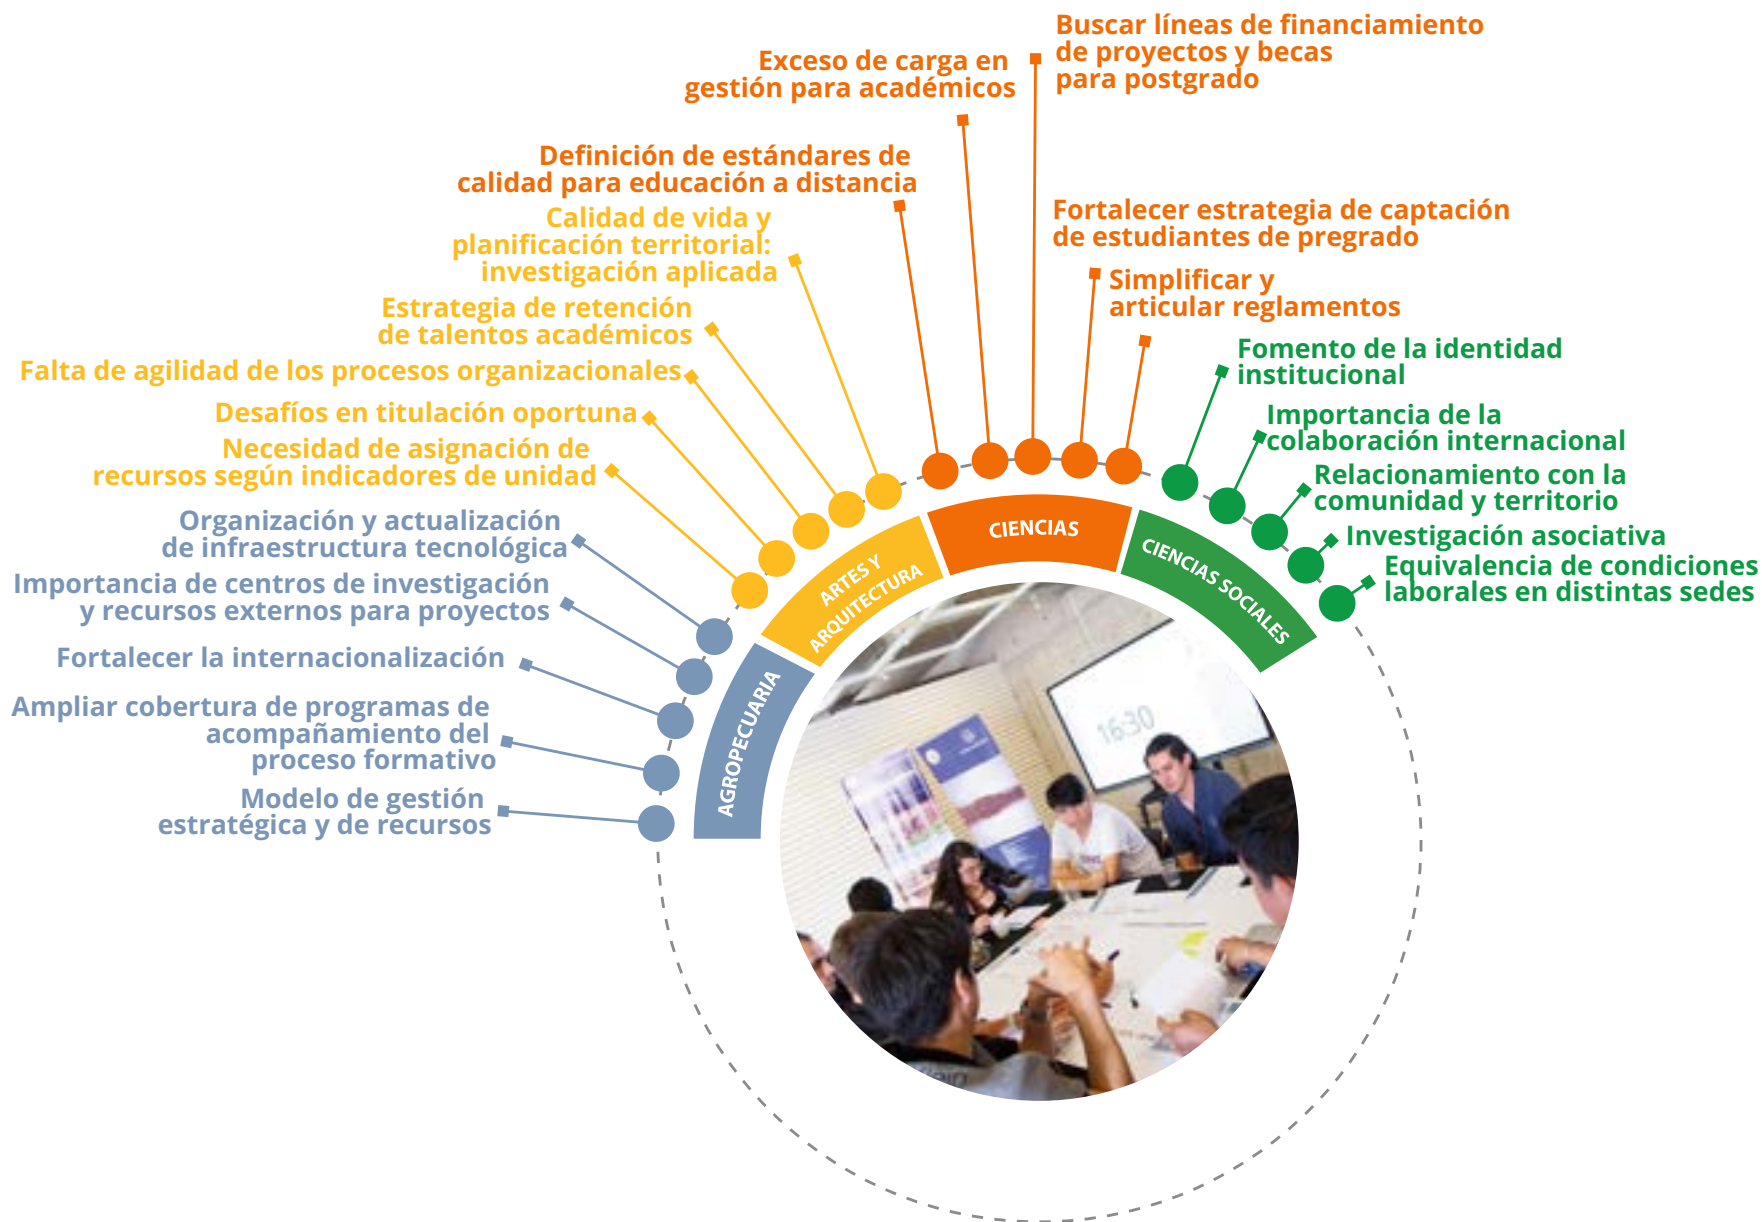 Buscar líneas de financiamiento
de proyectos y becas
para postgrado
Exceso de carga en
gestión para académicos
Definición de estándares de
calidad para educación a distancia
Calidad de vida y
planificación territorial:
investigación aplicada
Estrategia de retención
de talentos académicos
Falta de agilidad de los procesos organizacionales
Desafíos en titulación oportuna
Necesidad de asignación de
recursos según indicadores de unidad
Organización y actualización
de infraestructura tecnológica
Importancia de centros de investigación
y recursos externos para proyectos
Fortalecer la internacionalización
Ampliar cobertura de programas de
acompañamiento del
proceso formativo
Modelo de gestión
estratégica y de recursos
Fortalecer estrategia de captación
de estudiantes de pregrado
Simplificar y
articular reglamentos
Fomento de la identidad
institucional
Importancia de la
colaboración internacional
Relacionamiento con la
comunidad y territorio
Investigación asociativa
Equivalencia de condiciones
laborales en distintas sedes
AGROPECUARIA
ARTES Y
ARQUITECTURA
CIENCIAS
CIENCIAS SOCIALES
16:30